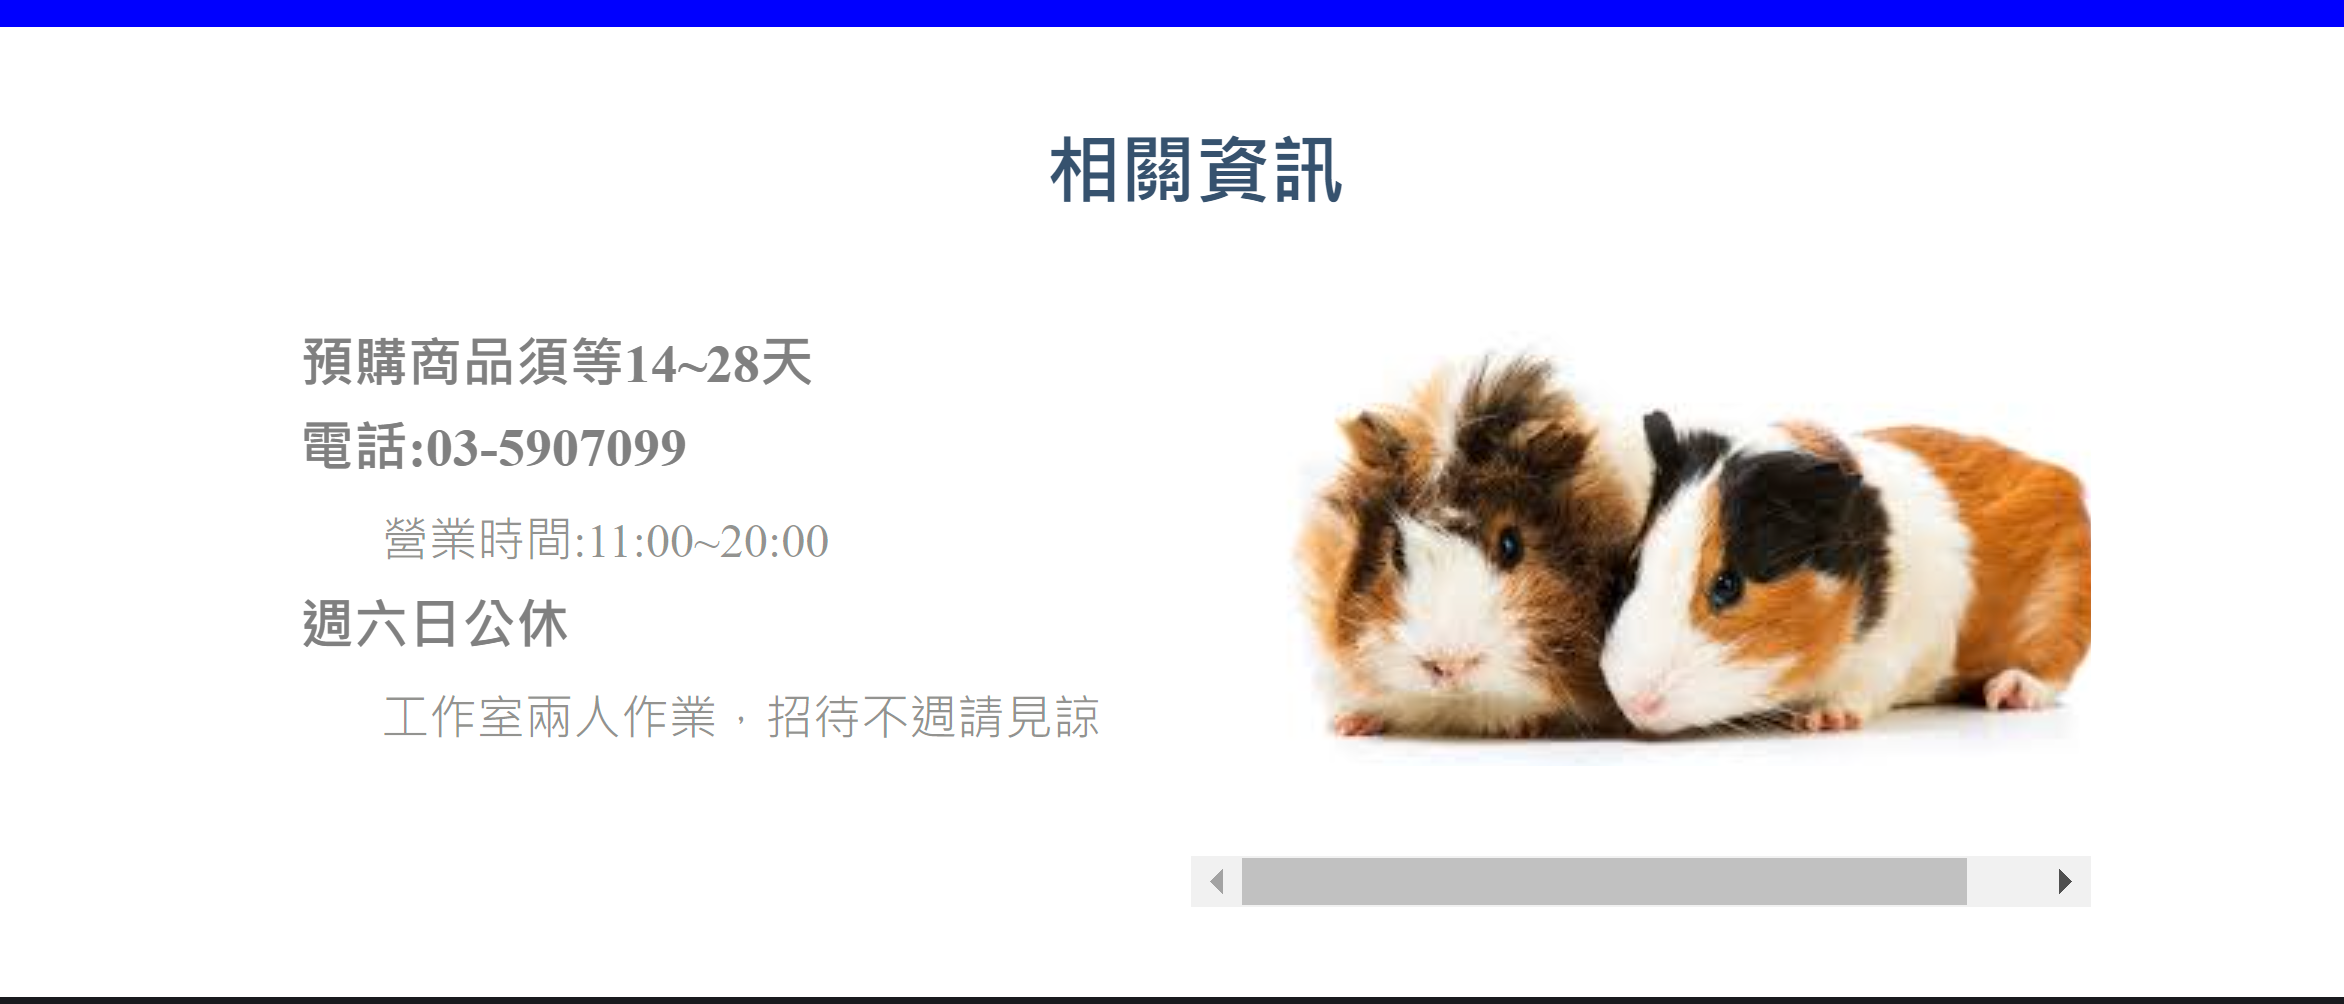 相關資訊
預購商品須等14~28天
電話:03-5907099
營業時間:11:00~20:00
週六日公休
工作室兩人作業，招待不週請見諒